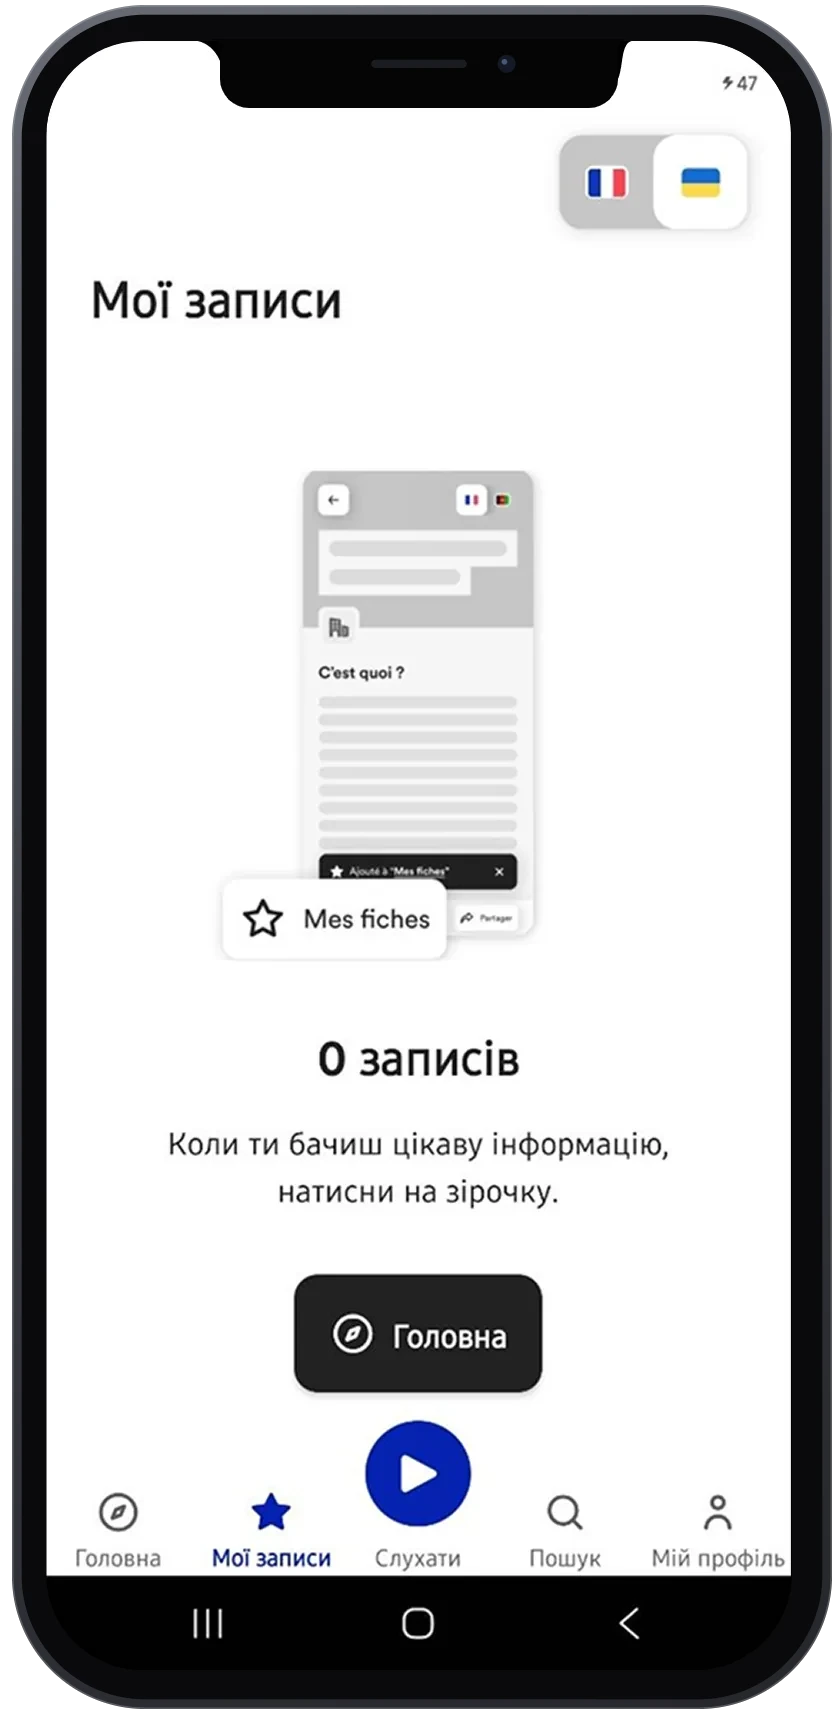 47
Мої записи
C'est quoi ?
Ajouté à "Mes fiches"
Mes fiches
Partager
0 записів
Коли ти бачиш цікаву інформацію,
натисни на зірочку.
Головна
Головна
Мої записи
Слухати
Пошук
Мій профіль